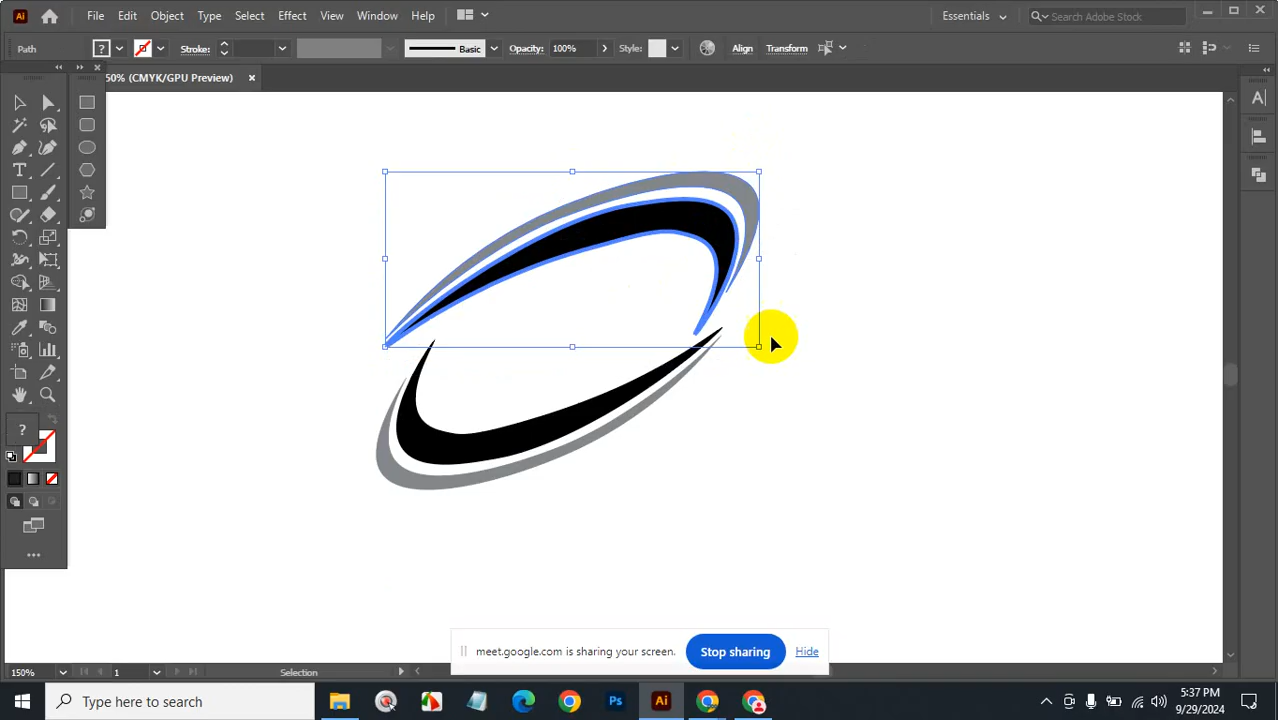 Ai File Edit Object Type Select Effect View Window Help Essentials Search Adobe Stock
Path ? Stroke: Basic Opacity: 100% Style: Align Transform
50% (CMYK/GPU Preview)
A
T
?
150% 1 Selection
meet.google.com is sharing your screen. Stop sharing Hide
Type here to search Ps Ai 5:37 PM
9/29/2024